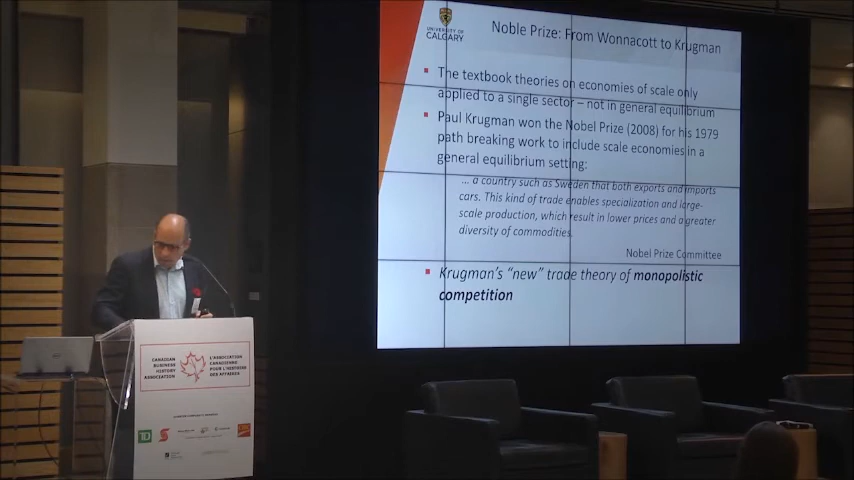 UNIVERSITY OF
CALGARY
Noble Prize: From Wonnacott to Krugman
The textbook theories on economies of scale only
applied to a single sector – not in general equilibrium
Paul Krugman won the Nobel Prize (2008) for his 1979
path breaking work to include scale economies in a
general equilibrium setting:
... a country such as Sweden that both exports and imports
cars. This kind of trade enables specialization and large-
scale production, which result in lower prices and a greater
diversity of commodities.
Nobel Prize Committee
Krugman's “new” trade theory of monopolistic
competition
CANADIAN
BUSINESS
HISTORY
ASSOCIATION
L'ASSOCIATION
CANADIENNE
POUR L'HISTOIRE
DES AFFAIRES
TD